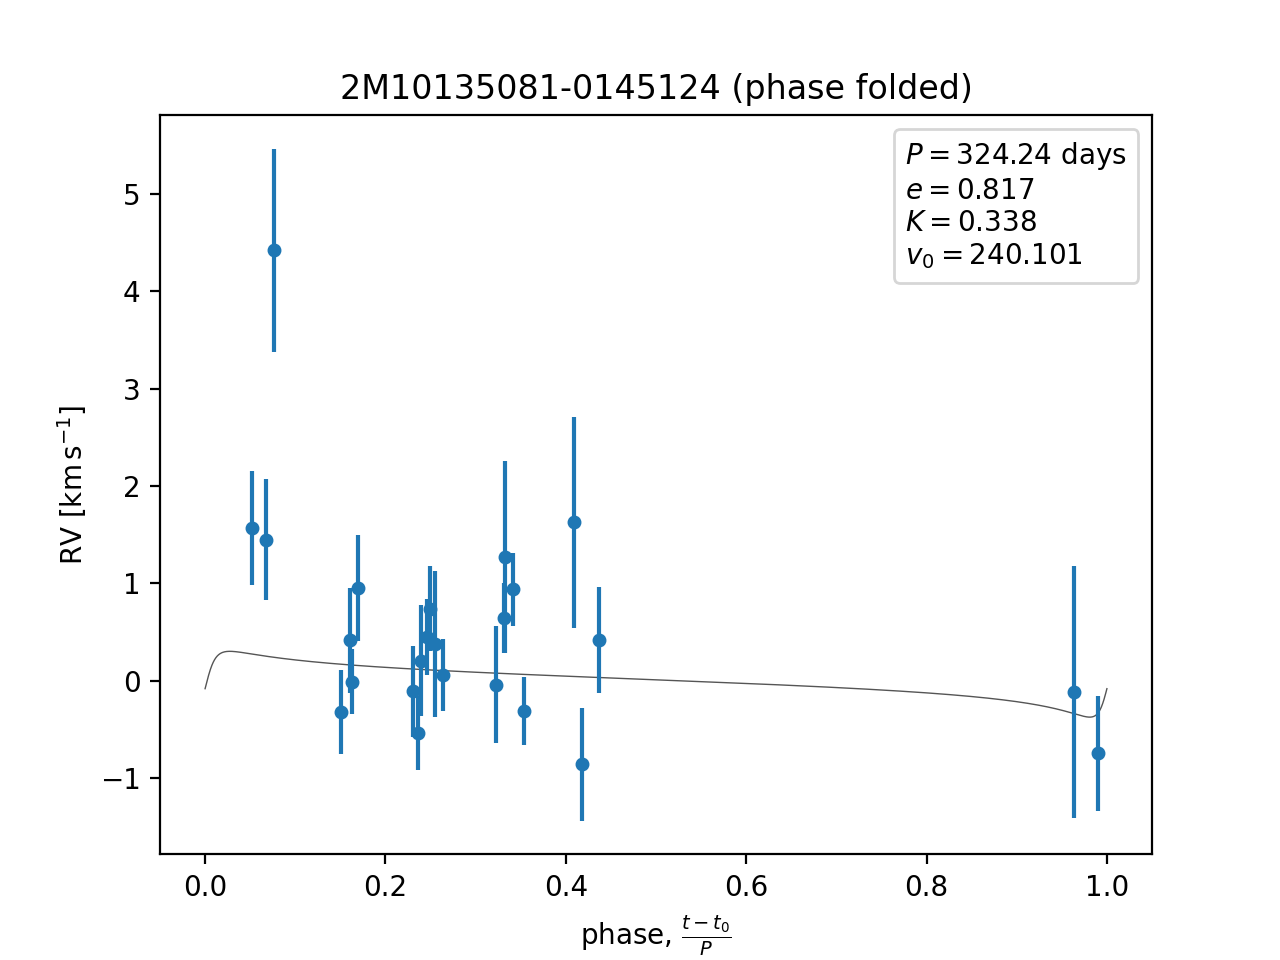 2M10135081-0145124 (phase folded)
P = 324.24 days
e = 0.817
K = 0.338
v₀ = 240.101
5
4
3
2
1
0
−1
RV [km s⁻¹]
0.0 0.2 0.4 0.6 0.8 1.0
phase, (t − t₀)/P